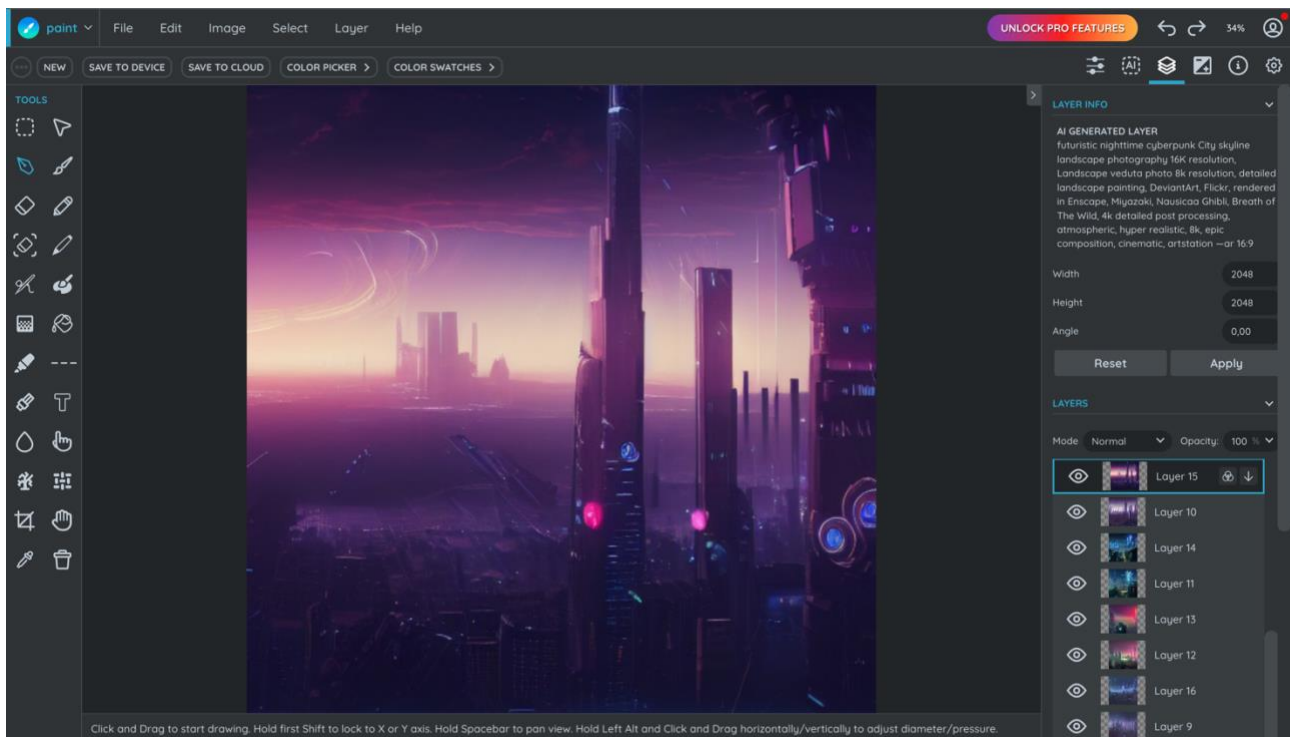 paint File Edit Image Select Layer Help UNLOCK PRO FEATURES 34%
NEW SAVE TO DEVICE SAVE TO CLOUD COLOR PICKER > COLOR SWATCHES >
TOOLS
LAYER INFO
AI GENERATED LAYER
futuristic nighttime cyberpunk City skyline
landscape photography 16K resolution,
Landscape veduta photo 8k resolution, detailed
landscape painting, DeviantArt, Flickr, rendered
in Enscape, Miyazaki, Nausicaa Ghibli, Breath of
The Wild, 4k detailed post processing,
atmospheric, hyper realistic, 8k, epic
composition, cinematic, artstation —ar 16:9
Width 2048
Height 2048
Angle 0,00
Reset Apply
LAYERS
Mode Normal Opacity: 100 %
Layer 15
Layer 10
Layer 14
Layer 11
Layer 13
Layer 12
Layer 16
Layer 9
Click and Drag to start drawing. Hold first Shift to lock to X or Y axis. Hold Spacebar to pan view. Hold Left Alt and Click and Drag horizontally/vertically to adjust diameter/pressure.